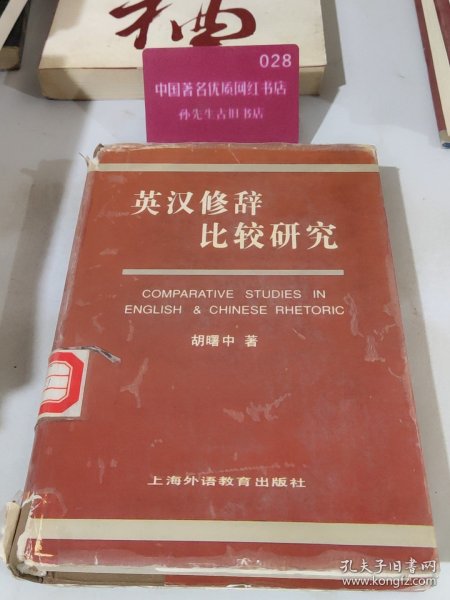 028
中国著名优质网红书店
孙先生古旧书店
英汉修辞
比较研究
COMPARATIVE STUDIES IN
ENGLISH & CHINESE RHETORIC
胡曙中 著
上海外语教育出版社
孔夫子旧书网
www.kongfz.com